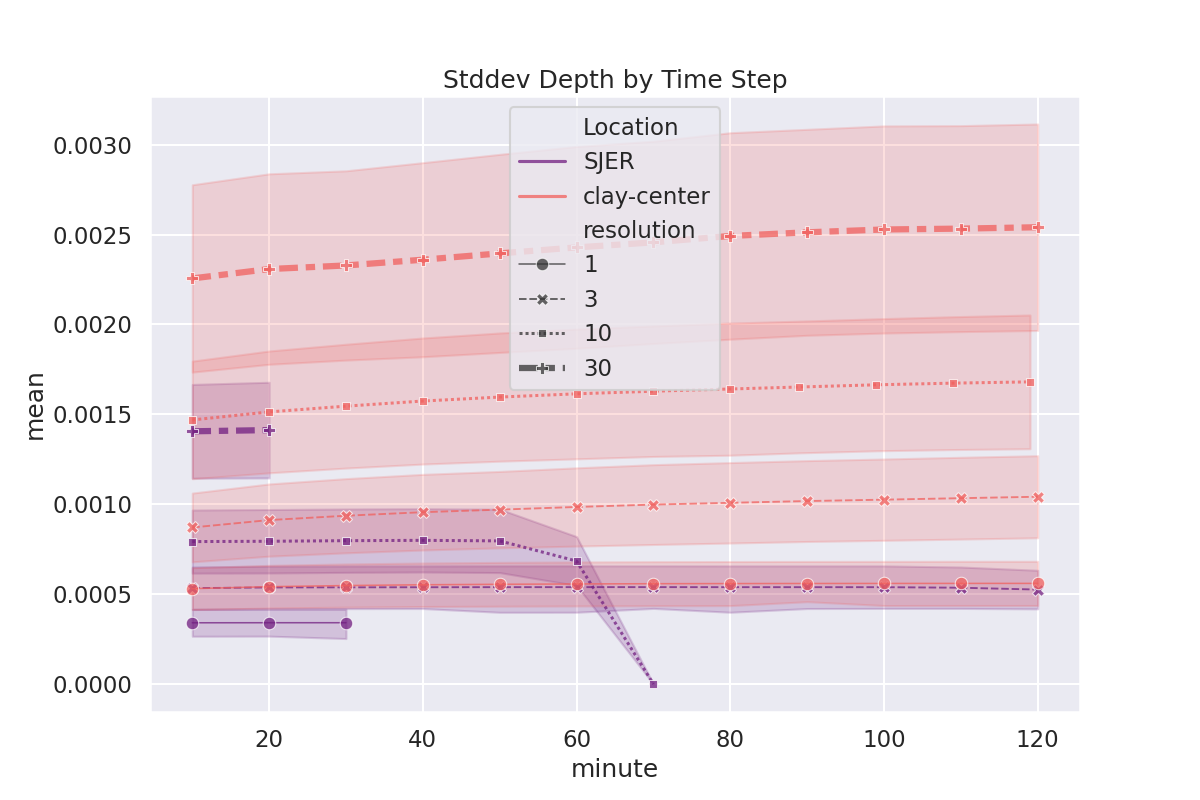 Stddev Depth by Time Step
mean
0.0030
0.0025
0.0020
0.0015
0.0010
0.0005
0.0000
Location
SJER
clay-center
resolution
1
3
10
30
20 40 60 80 100 120
minute